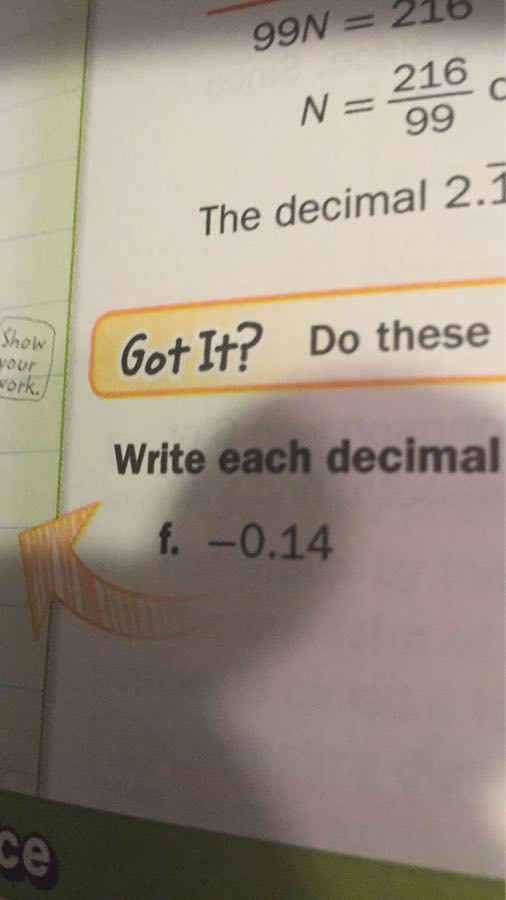 99N = 216
N = 216/99
The decimal 2.1̅
Show
your
work.
Got It? Do these
Write each decimal
f. −0.14
ce